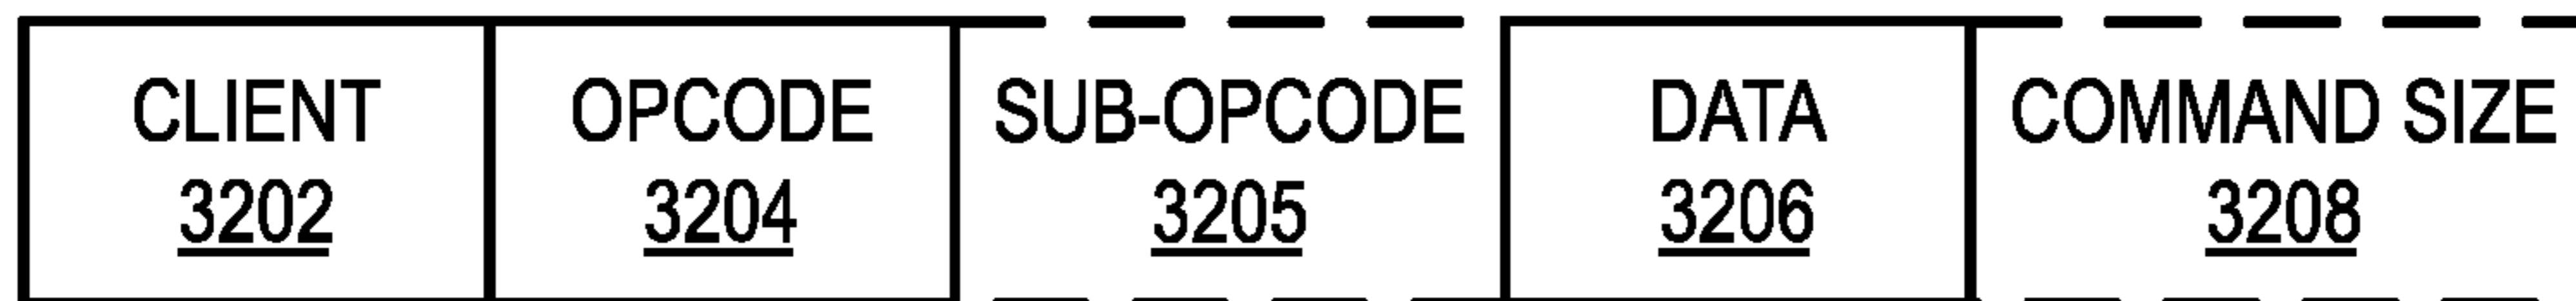 CLIENT OPCODE SUB-OPCODE DATA COMMAND SIZE
3202 3204 3205 3206 3208